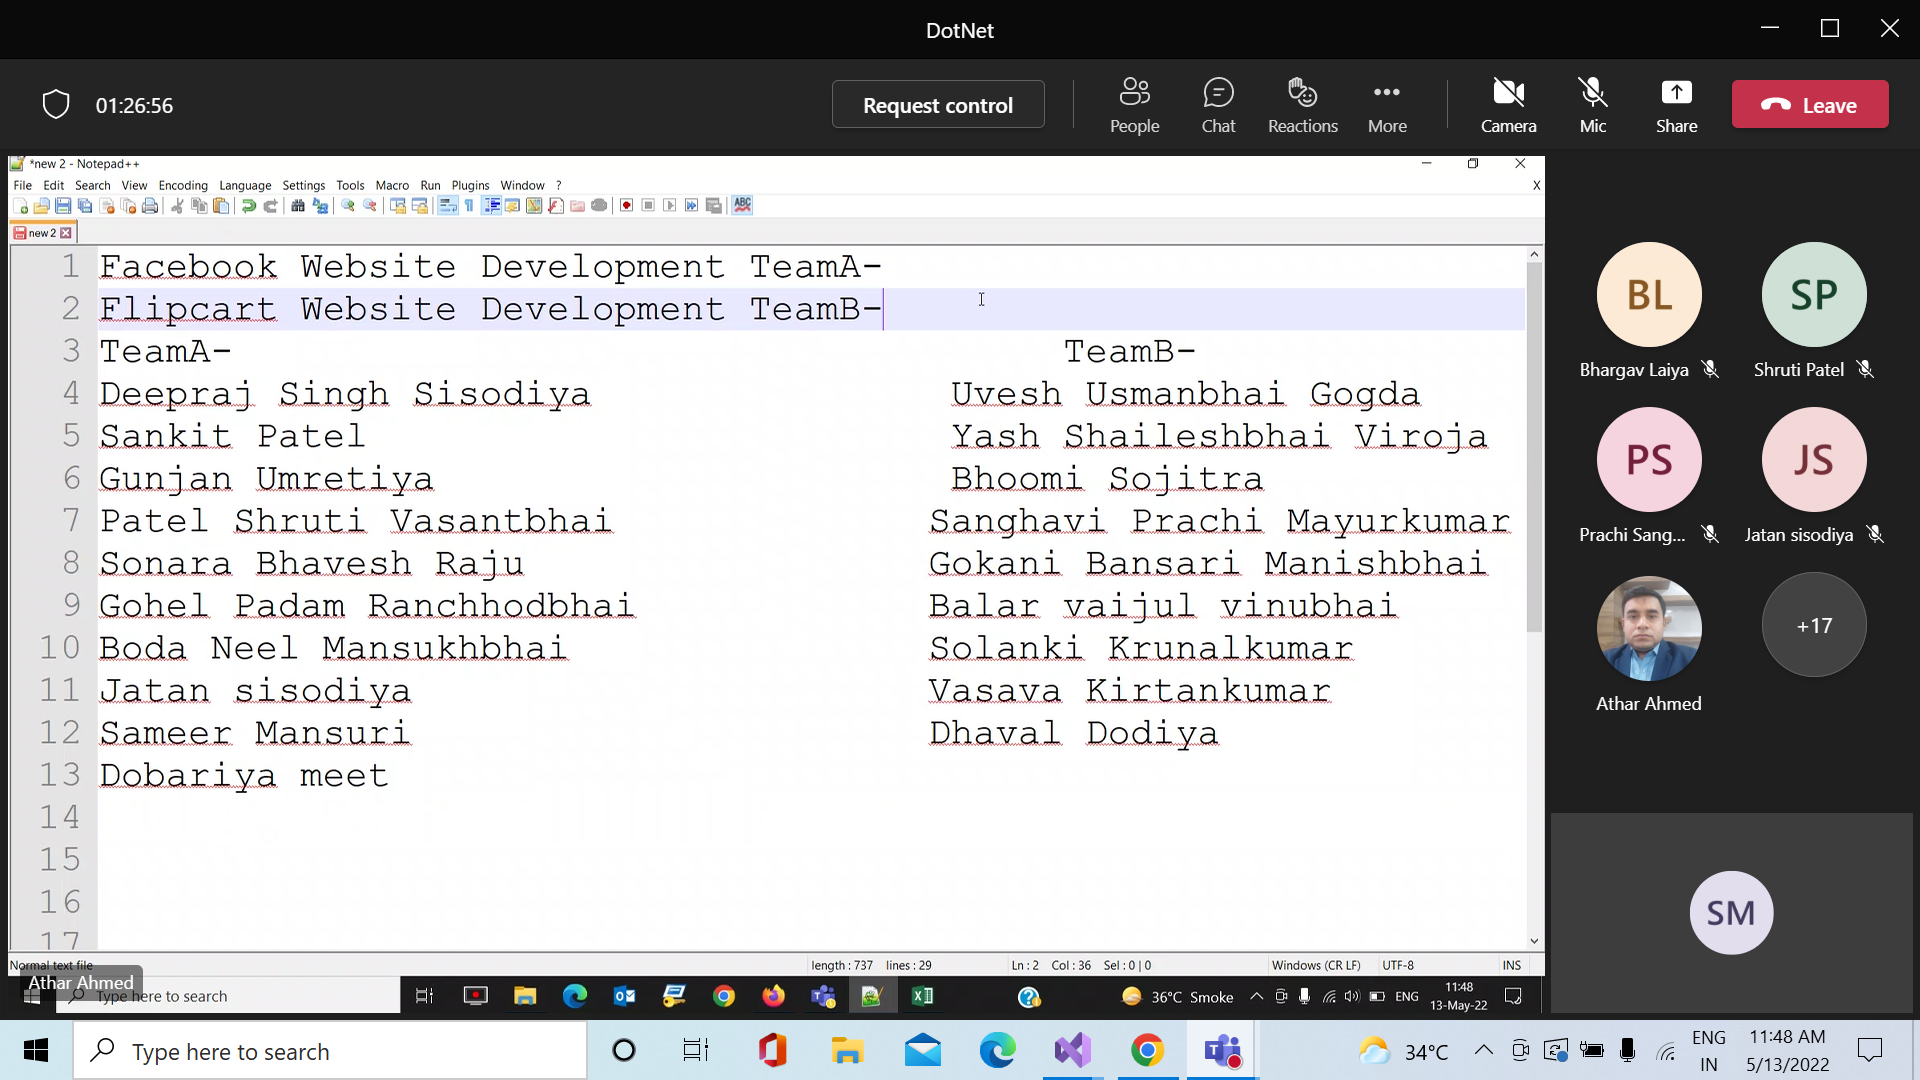 DotNet
01:26:56
Request control
People
Chat
Reactions
More
Camera
Mic
Share
Leave
*new 2 - Notepad++
File Edit Search View Encoding Language Settings Tools Macro Run Plugins Window ? X
ABC
new 2
1 Facebook Website Development TeamA-
2 Flipcart Website Development TeamB-
3 TeamA- TeamB-
4 Deepraj Singh Sisodiya Uvesh Usmanbhai Gogda
5 Sankit Patel Yash Shaileshbhai Viroja
6 Gunjan Umretiya Bhoomi Sojitra
7 Patel Shruti Vasantbhai Sanghavi Prachi Mayurkumar
8 Sonara Bhavesh Raju Gokani Bansari Manishbhai
9 Gohel Padam Ranchhodbhai Balar vaijul vinubhai
10 Boda Neel Mansukhbhai Solanki Krunalkumar
11 Jatan sisodiya Vasava Kirtankumar
12 Sameer Mansuri Dhaval Dodiya
13 Dobariya meet
14
15
16
17
Normal text file length : 737 lines : 29 Ln : 2 Col : 36 Sel : 0 | 0 Windows (CR LF) UTF-8 INS
Athar Ahmed
Type here to search
36°C Smoke
ENG
11:48
13-May-22
BL
Bhargav Laiya
SP
Shruti Patel
PS
Prachi Sang...
JS
Jatan sisodiya
Athar Ahmed
+17
SM
Type here to search
34°C
ENG
IN
11:48 AM
5/13/2022